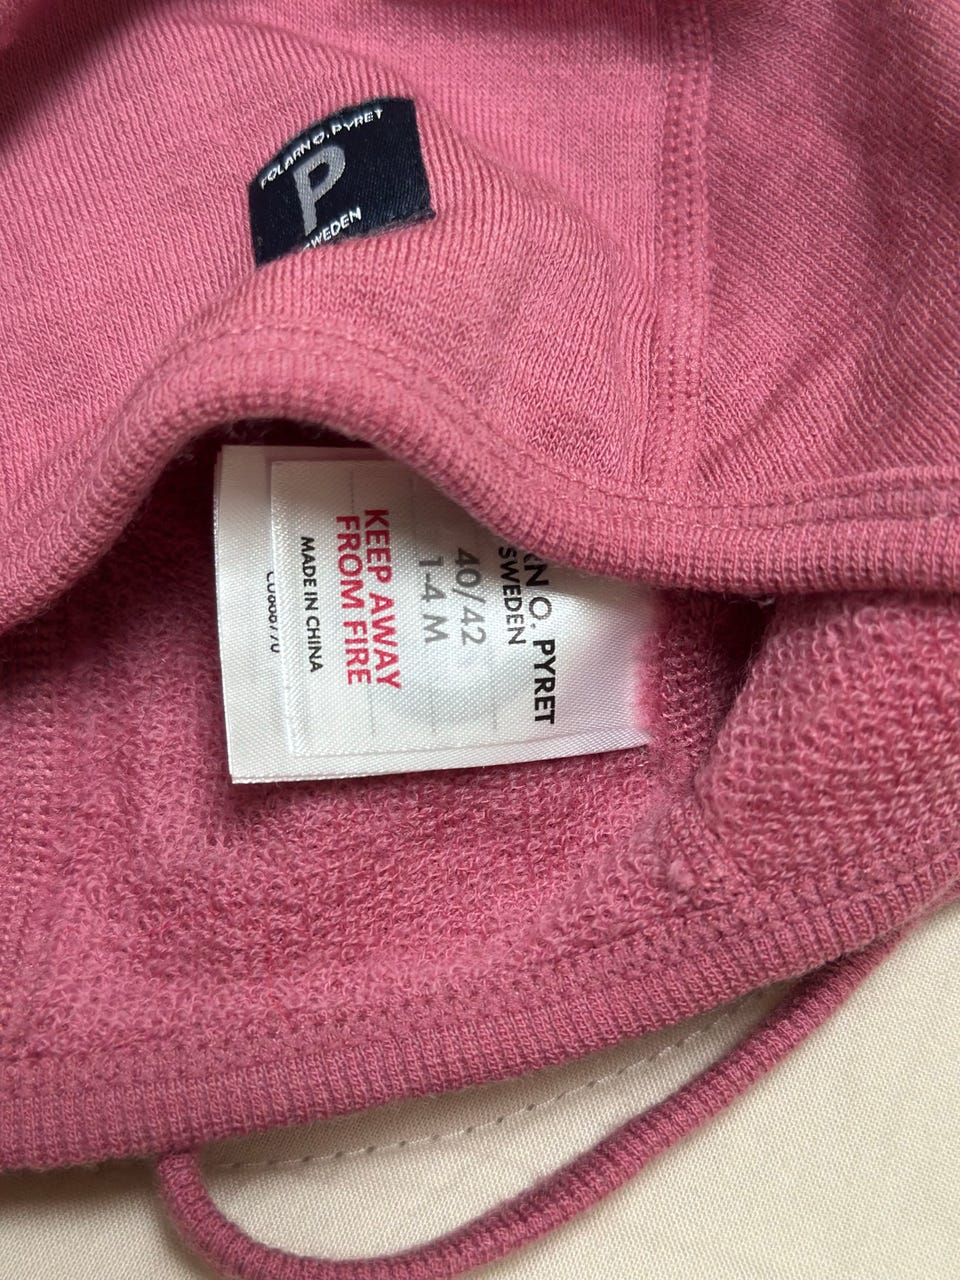 POLARN O. PYRET
P
SWEDEN
O. PYRET
SWEDEN
40/42
1-4 M
KEEP AWAY
FROM FIRE
MADE IN CHINA